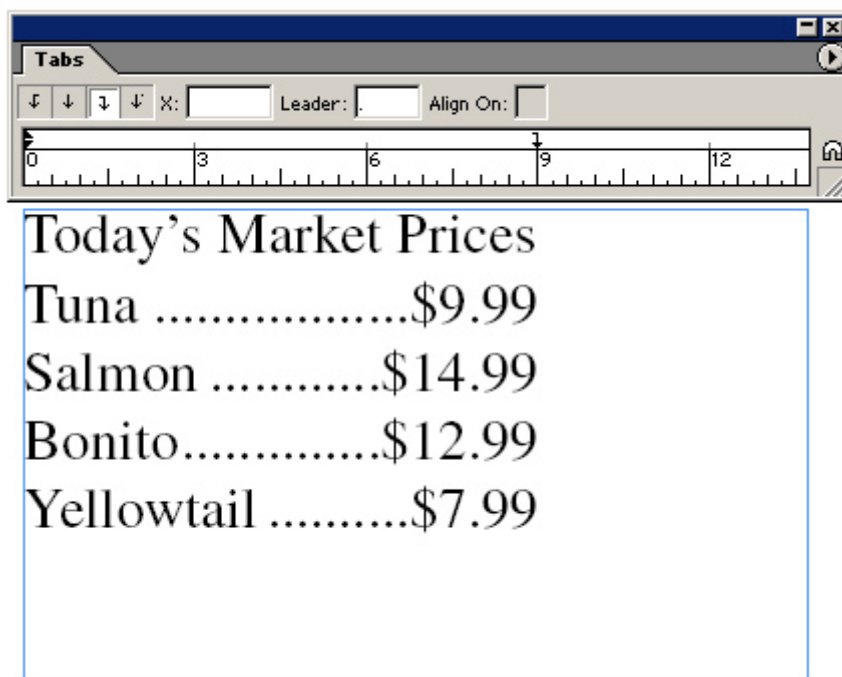 Tabs
X: Leader: . Align On:
0 3 6 9 12
Today’s Market Prices
Tuna ..................$9.99
Salmon ............$14.99
Bonito..............$12.99
Yellowtail ..........$7.99